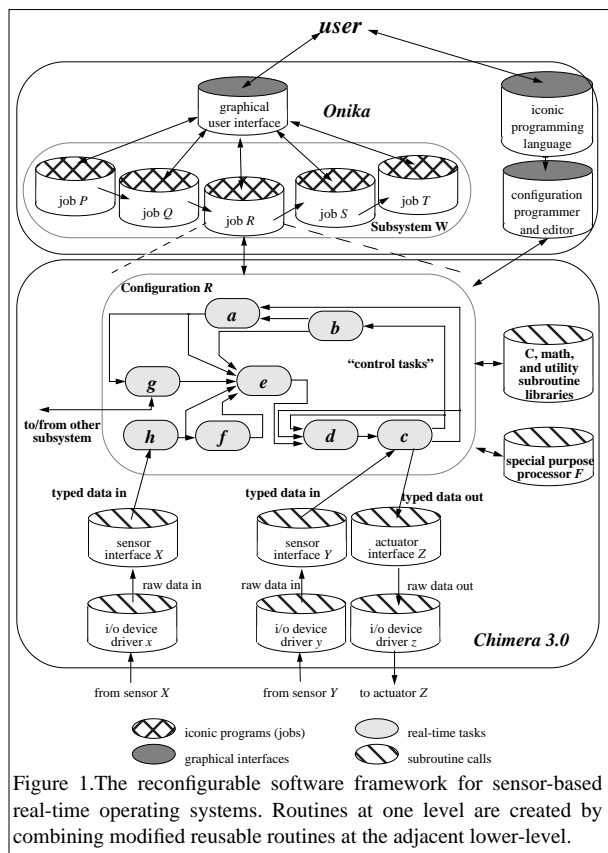 user
Onika
graphical
user interface
iconic
programming
language
job P
job Q
job R
job S
job T
Subsystem W
configuration
programmer
and editor
Configuration R
a
b
"control tasks"
g
e
h
f
d
c
to/from other
subsystem
C, math,
and utility
subroutine
libraries
special purpose
processor F
typed data in
typed data in
typed data out
sensor
interface X
sensor
interface Y
actuator
interface Z
raw data in
raw data in
raw data out
i/o device
driver x
i/o device
driver y
i/o device
driver z
Chimera 3.0
from sensor X
from sensor Y
to actuator Z
iconic programs (jobs)
real-time tasks
graphical interfaces
subroutine calls
Figure 1.The reconfigurable software framework for sensor-based
real-time operating systems. Routines at one level are created by
combining modified reusable routines at the adjacent lower-level.